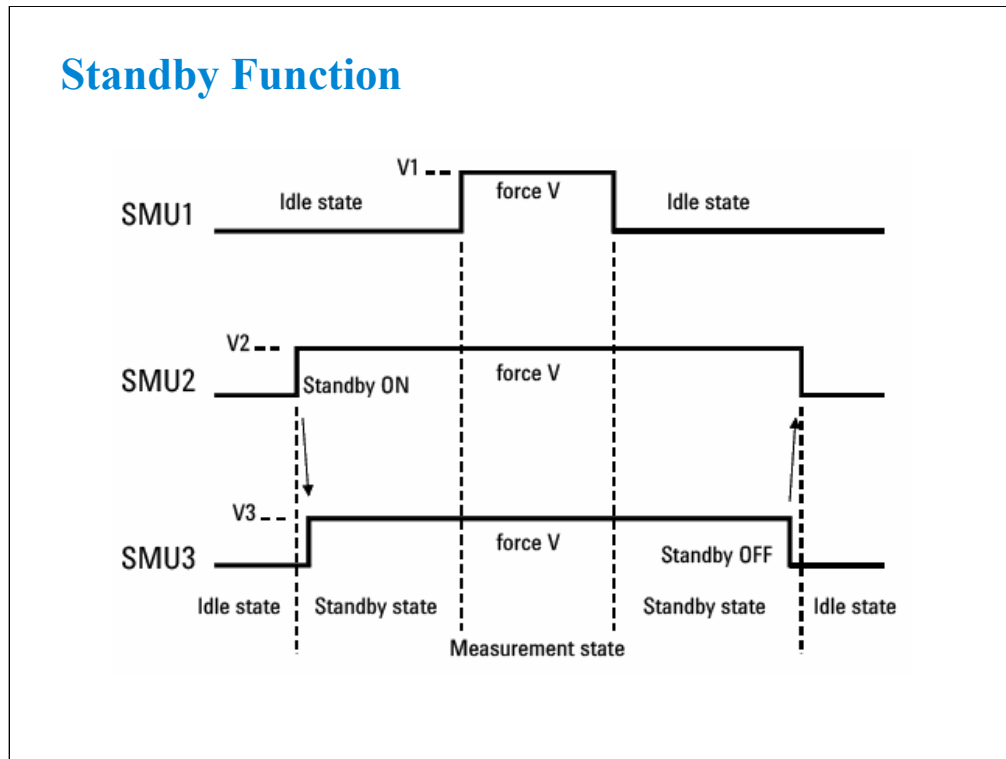 Standby Function
V1
force V
Idle state
Idle state
SMU1
V2
SMU2
Standby ON
force V
V3
SMU3
force V
Standby OFF
Idle state
Standby state
Standby state
Idle state
Measurement state